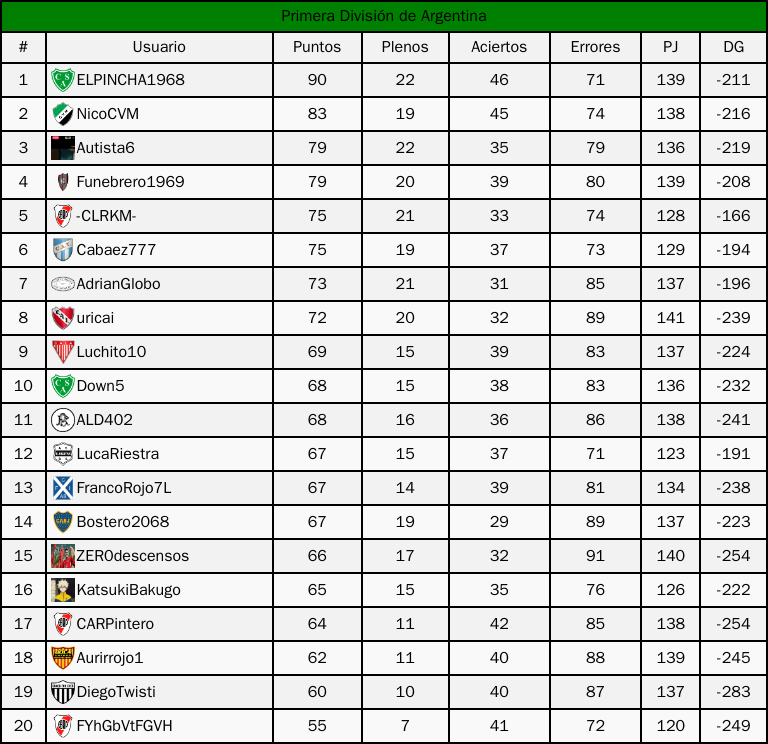 Primera División de Argentina
# Usuario Puntos Plenos Aciertos Errores PJ DG
1 ELPINCHA1968 90 22 46 71 139 -211
2 NicoCVM 83 19 45 74 138 -216
3 Autista6 79 22 35 79 136 -219
4 Funebrero1969 79 20 39 80 139 -208
5 -CLRKM- 75 21 33 74 128 -166
6 Cabaez777 75 19 37 73 129 -194
7 AdrianGlobo 73 21 31 85 137 -196
8 uricai 72 20 32 89 141 -239
9 Luchito10 69 15 39 83 137 -224
10 Down5 68 15 38 83 136 -232
11 ALD402 68 16 36 86 138 -241
12 LucaRiestra 67 15 37 71 123 -191
13 FrancoRojo7L 67 14 39 81 134 -238
14 Bostero2068 67 19 29 89 137 -223
15 ZER0descensos 66 17 32 91 140 -254
16 KatsukiBakugo 65 15 35 76 126 -222
17 CARPintero 64 11 42 85 138 -254
18 Aurirrojo1 62 11 40 88 139 -245
19 DiegoTwisti 60 10 40 87 137 -283
20 FYhGbVtFGVH 55 7 41 72 120 -249